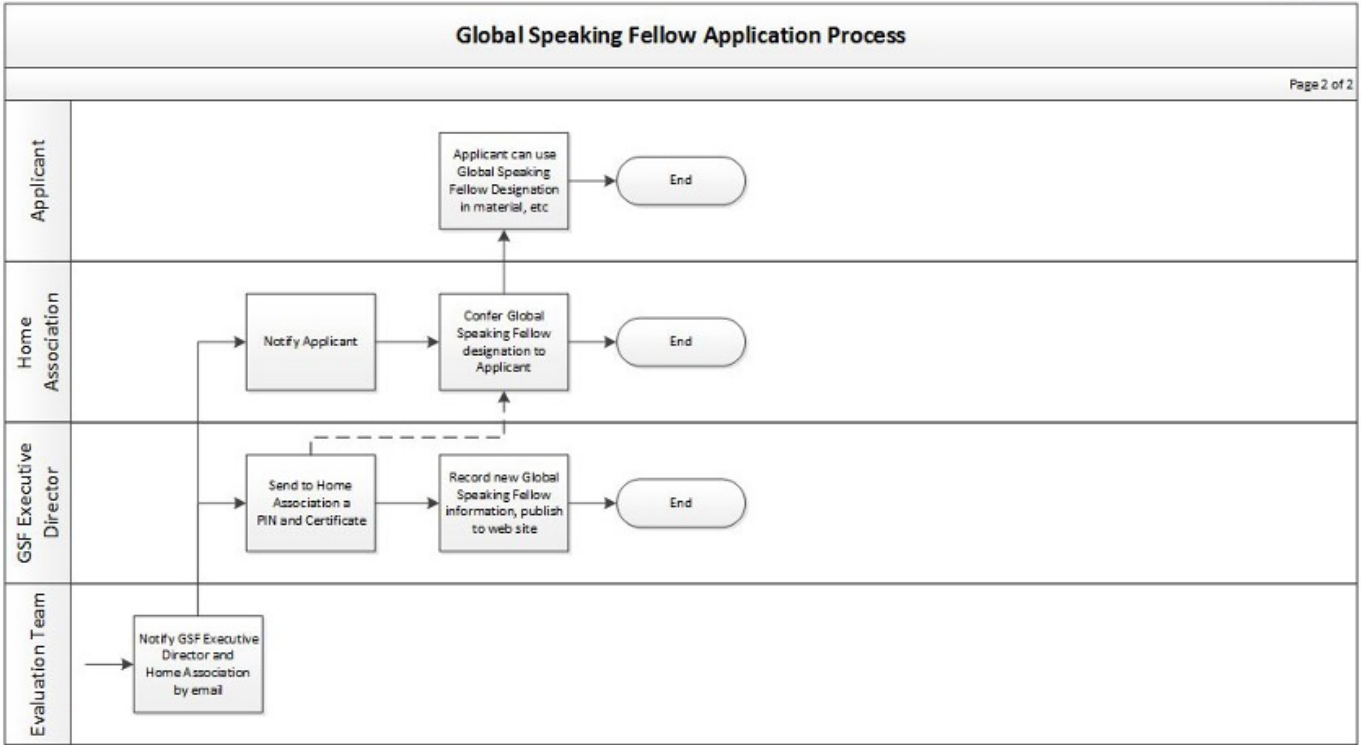 Global Speaking Fellow Application Process
Page 2 of 2
Applicant
Applicant can use
Global Speaking
Fellow Designation
in material, etc
End
Home
Association
Notify Applicant
Confer Global
Speaking Fellow
designation to
Applicant
End
GSF Executive
Director
Send to Home
Association a
PIN and Certificate
Record new Global
Speaking Fellow
information, publish
to web site
End
Evaluation Team
Notify GSF Executive
Director and
Home Association
by email